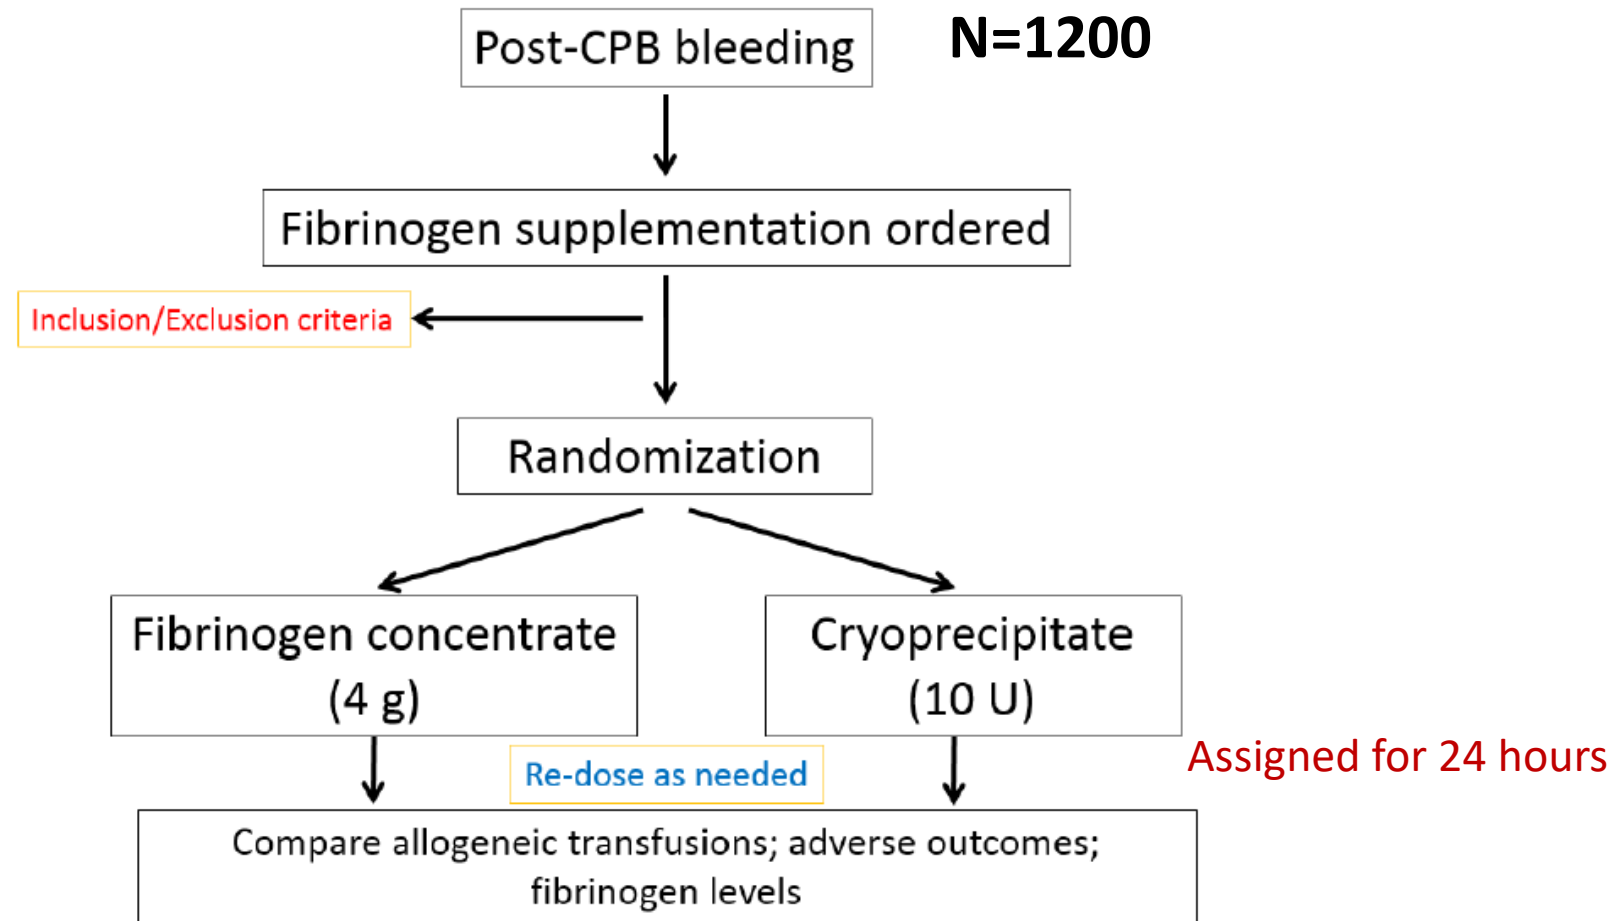 Post-CPB bleeding
N=1200
Fibrinogen supplementation ordered
Inclusion/Exclusion criteria
Randomization
Fibrinogen concentrate
(4 g)
Cryoprecipitate
(10 U)
Assigned for 24 hours
Re-dose as needed
Compare allogeneic transfusions; adverse outcomes;
fibrinogen levels